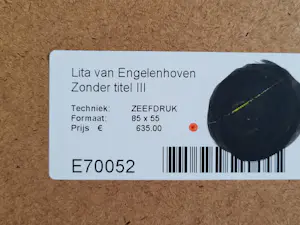 Lita van Engelenhoven
Zonder titel III
Techniek: ZEEFDRUK
Formaat: 85 x 55
Prijs € 635.00
E70052